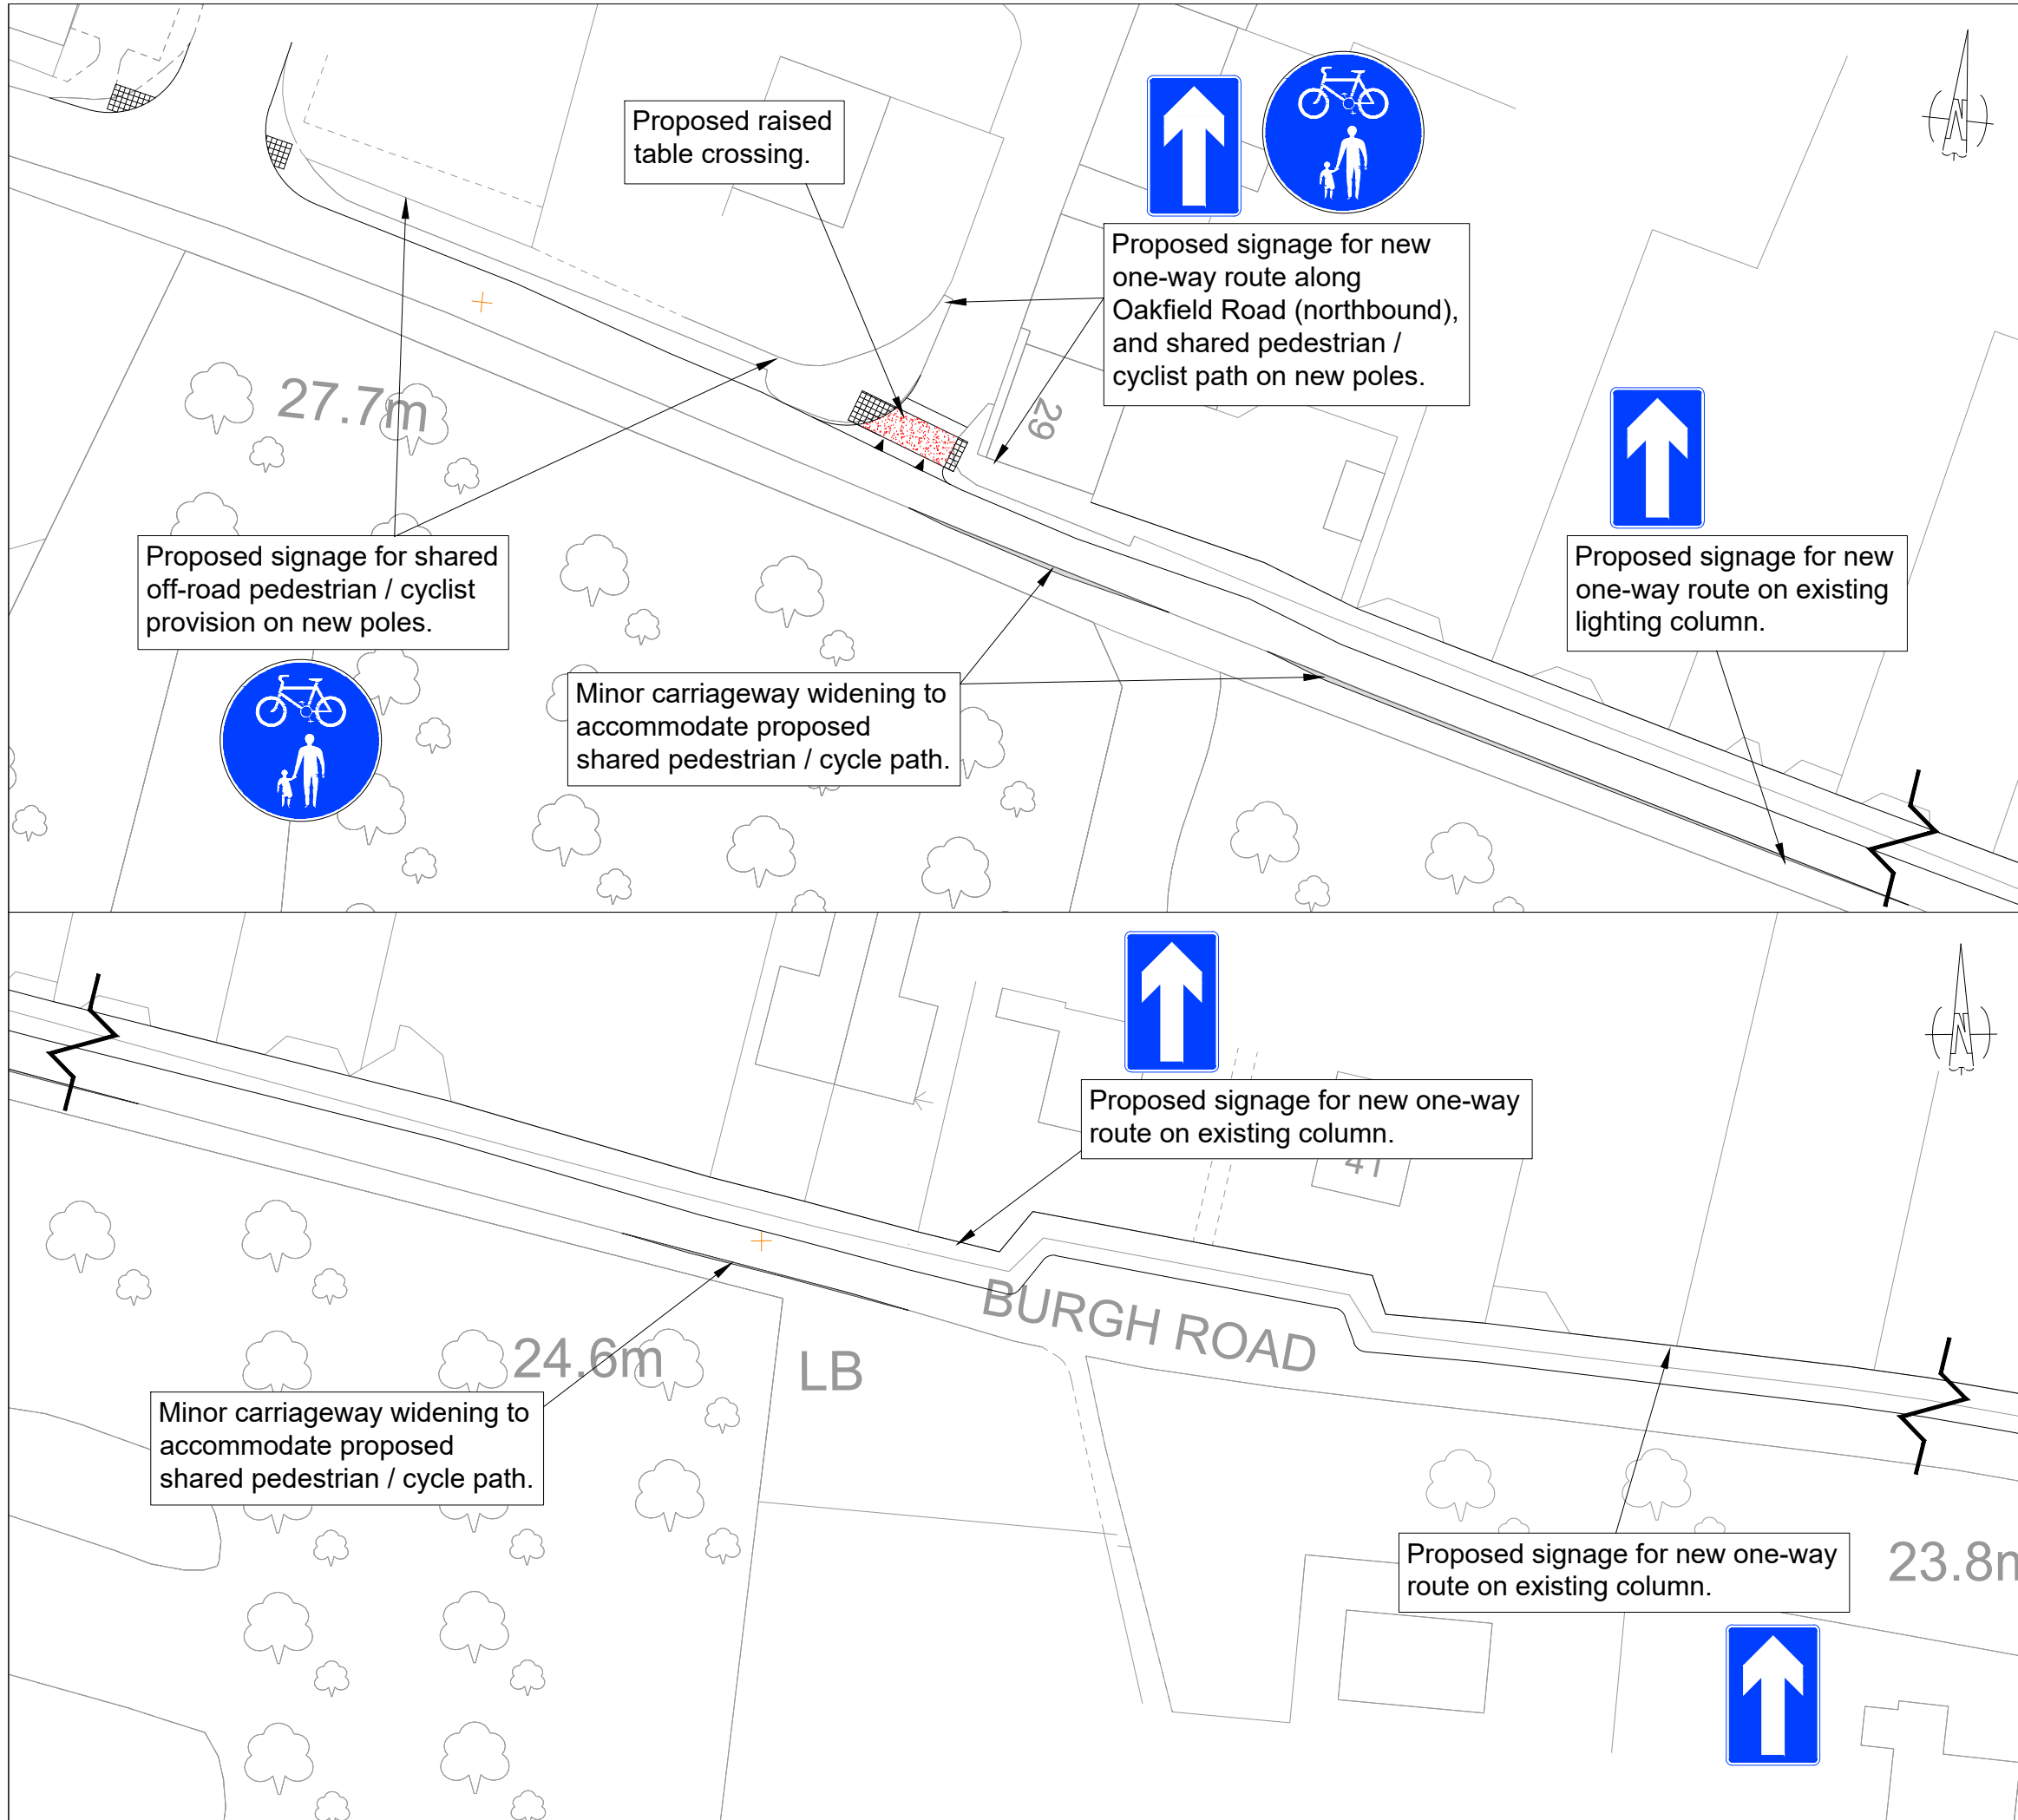 Proposed raised
table crossing.
N
Proposed signage for new
one-way route along
Oakfield Road (northbound),
and shared pedestrian /
cyclist path on new poles.
27.7m
29
Proposed signage for shared
off-road pedestrian / cyclist
provision on new poles.
Proposed signage for new
one-way route on existing
lighting column.
Minor carriageway widening to
accommodate proposed
shared pedestrian / cycle path.
N
Proposed signage for new one-way
route on existing column.
41
BURGH ROAD
24.6m
LB
Minor carriageway widening to
accommodate proposed
shared pedestrian / cycle path.
Proposed signage for new one-way
route on existing column.
23.8m